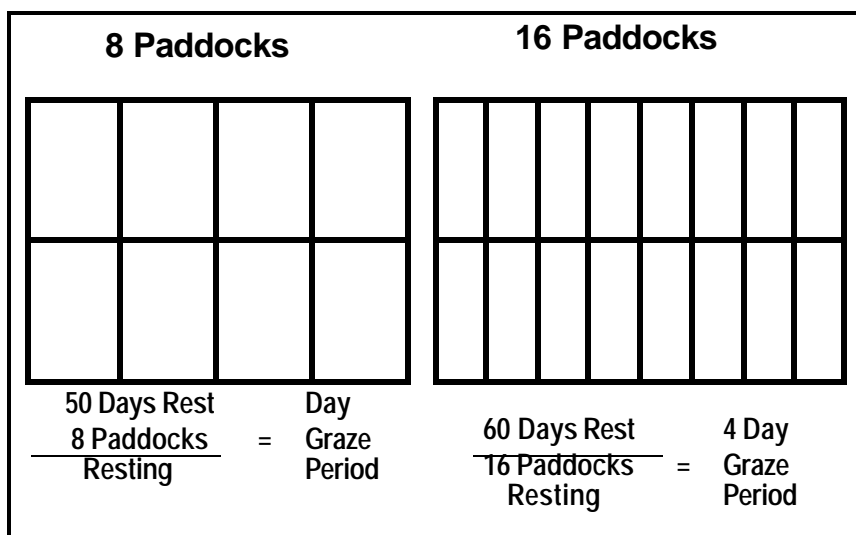 8 Paddocks
16 Paddocks
50 Days Rest Day
8 Paddocks = Graze
Resting Period
60 Days Rest 4 Day
16 Paddocks = Graze
Resting Period